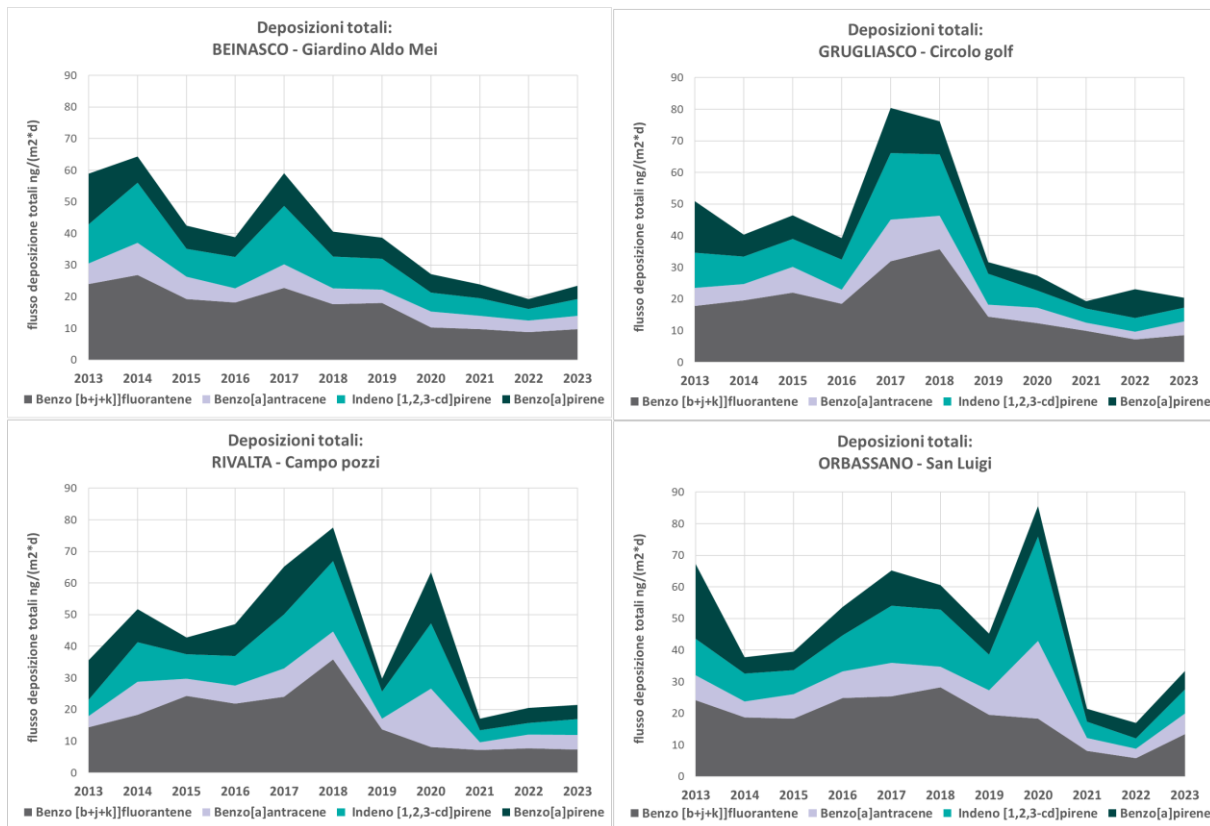 Deposizioni totali:
BEINASCO - Giardino Aldo Mei
flusso deposizione totali ng/(m2*d)
90
80
70
60
50
40
30
20
10
0
2013 2014 2015 2016 2017 2018 2019 2020 2021 2022 2023
Benzo [b+j+k]]fluorantene Benzo[a]antracene Indeno [1,2,3-cd]pirene Benzo[a]pirene
Deposizioni totali:
GRUGLIASCO - Circolo golf
flusso deposizione totali ng/(m2*d)
90
80
70
60
50
40
30
20
10
0
2013 2014 2015 2016 2017 2018 2019 2020 2021 2022 2023
Benzo [b+j+k]]fluorantene Benzo[a]antracene Indeno [1,2,3-cd]pirene Benzo[a]pirene
Deposizioni totali:
RIVALTA - Campo pozzi
flusso deposizione totali ng/(m2*d)
90
80
70
60
50
40
30
20
10
0
2013 2014 2015 2016 2017 2018 2019 2020 2021 2022 2023
Benzo [b+j+k]]fluorantene Benzo[a]antracene Indeno [1,2,3-cd]pirene Benzo[a]pirene
Deposizioni totali:
ORBASSANO - San Luigi
flusso deposizione totali ng/(m2*d)
90
80
70
60
50
40
30
20
10
0
2013 2014 2015 2016 2017 2018 2019 2020 2021 2022 2023
Benzo [b+j+k]]fluorantene Benzo[a]antracene Indeno [1,2,3-cd]pirene Benzo[a]pirene